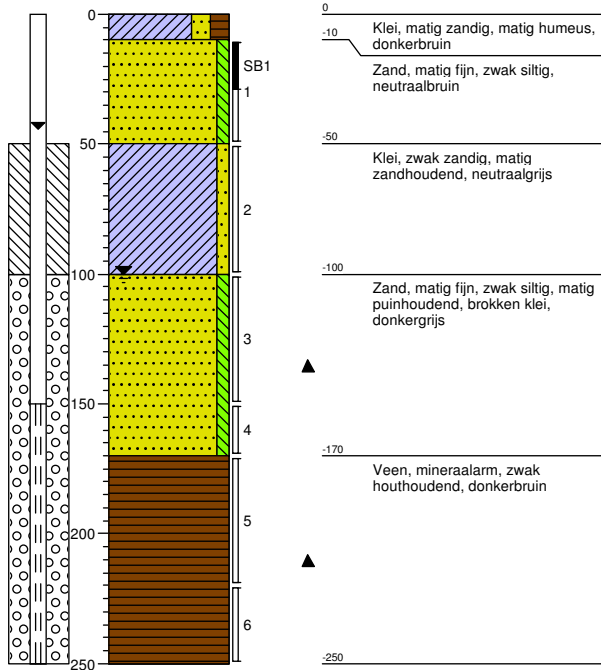 0
50
100
150
200
250
SB1
1
2
3
4
5
6
0
Klei, matig zandig, matig humeus,
donkerbruin
-10
Zand, matig fijn, zwak siltig,
neutraalbruin
-50
Klei, zwak zandig, matig
zandhoudend, neutraalgrijs
-100
Zand, matig fijn, zwak siltig, matig
puinhoudend, brokken klei,
donkergrijs
-170
Veen, mineraalarm, zwak
houthoudend, donkerbruin
-250